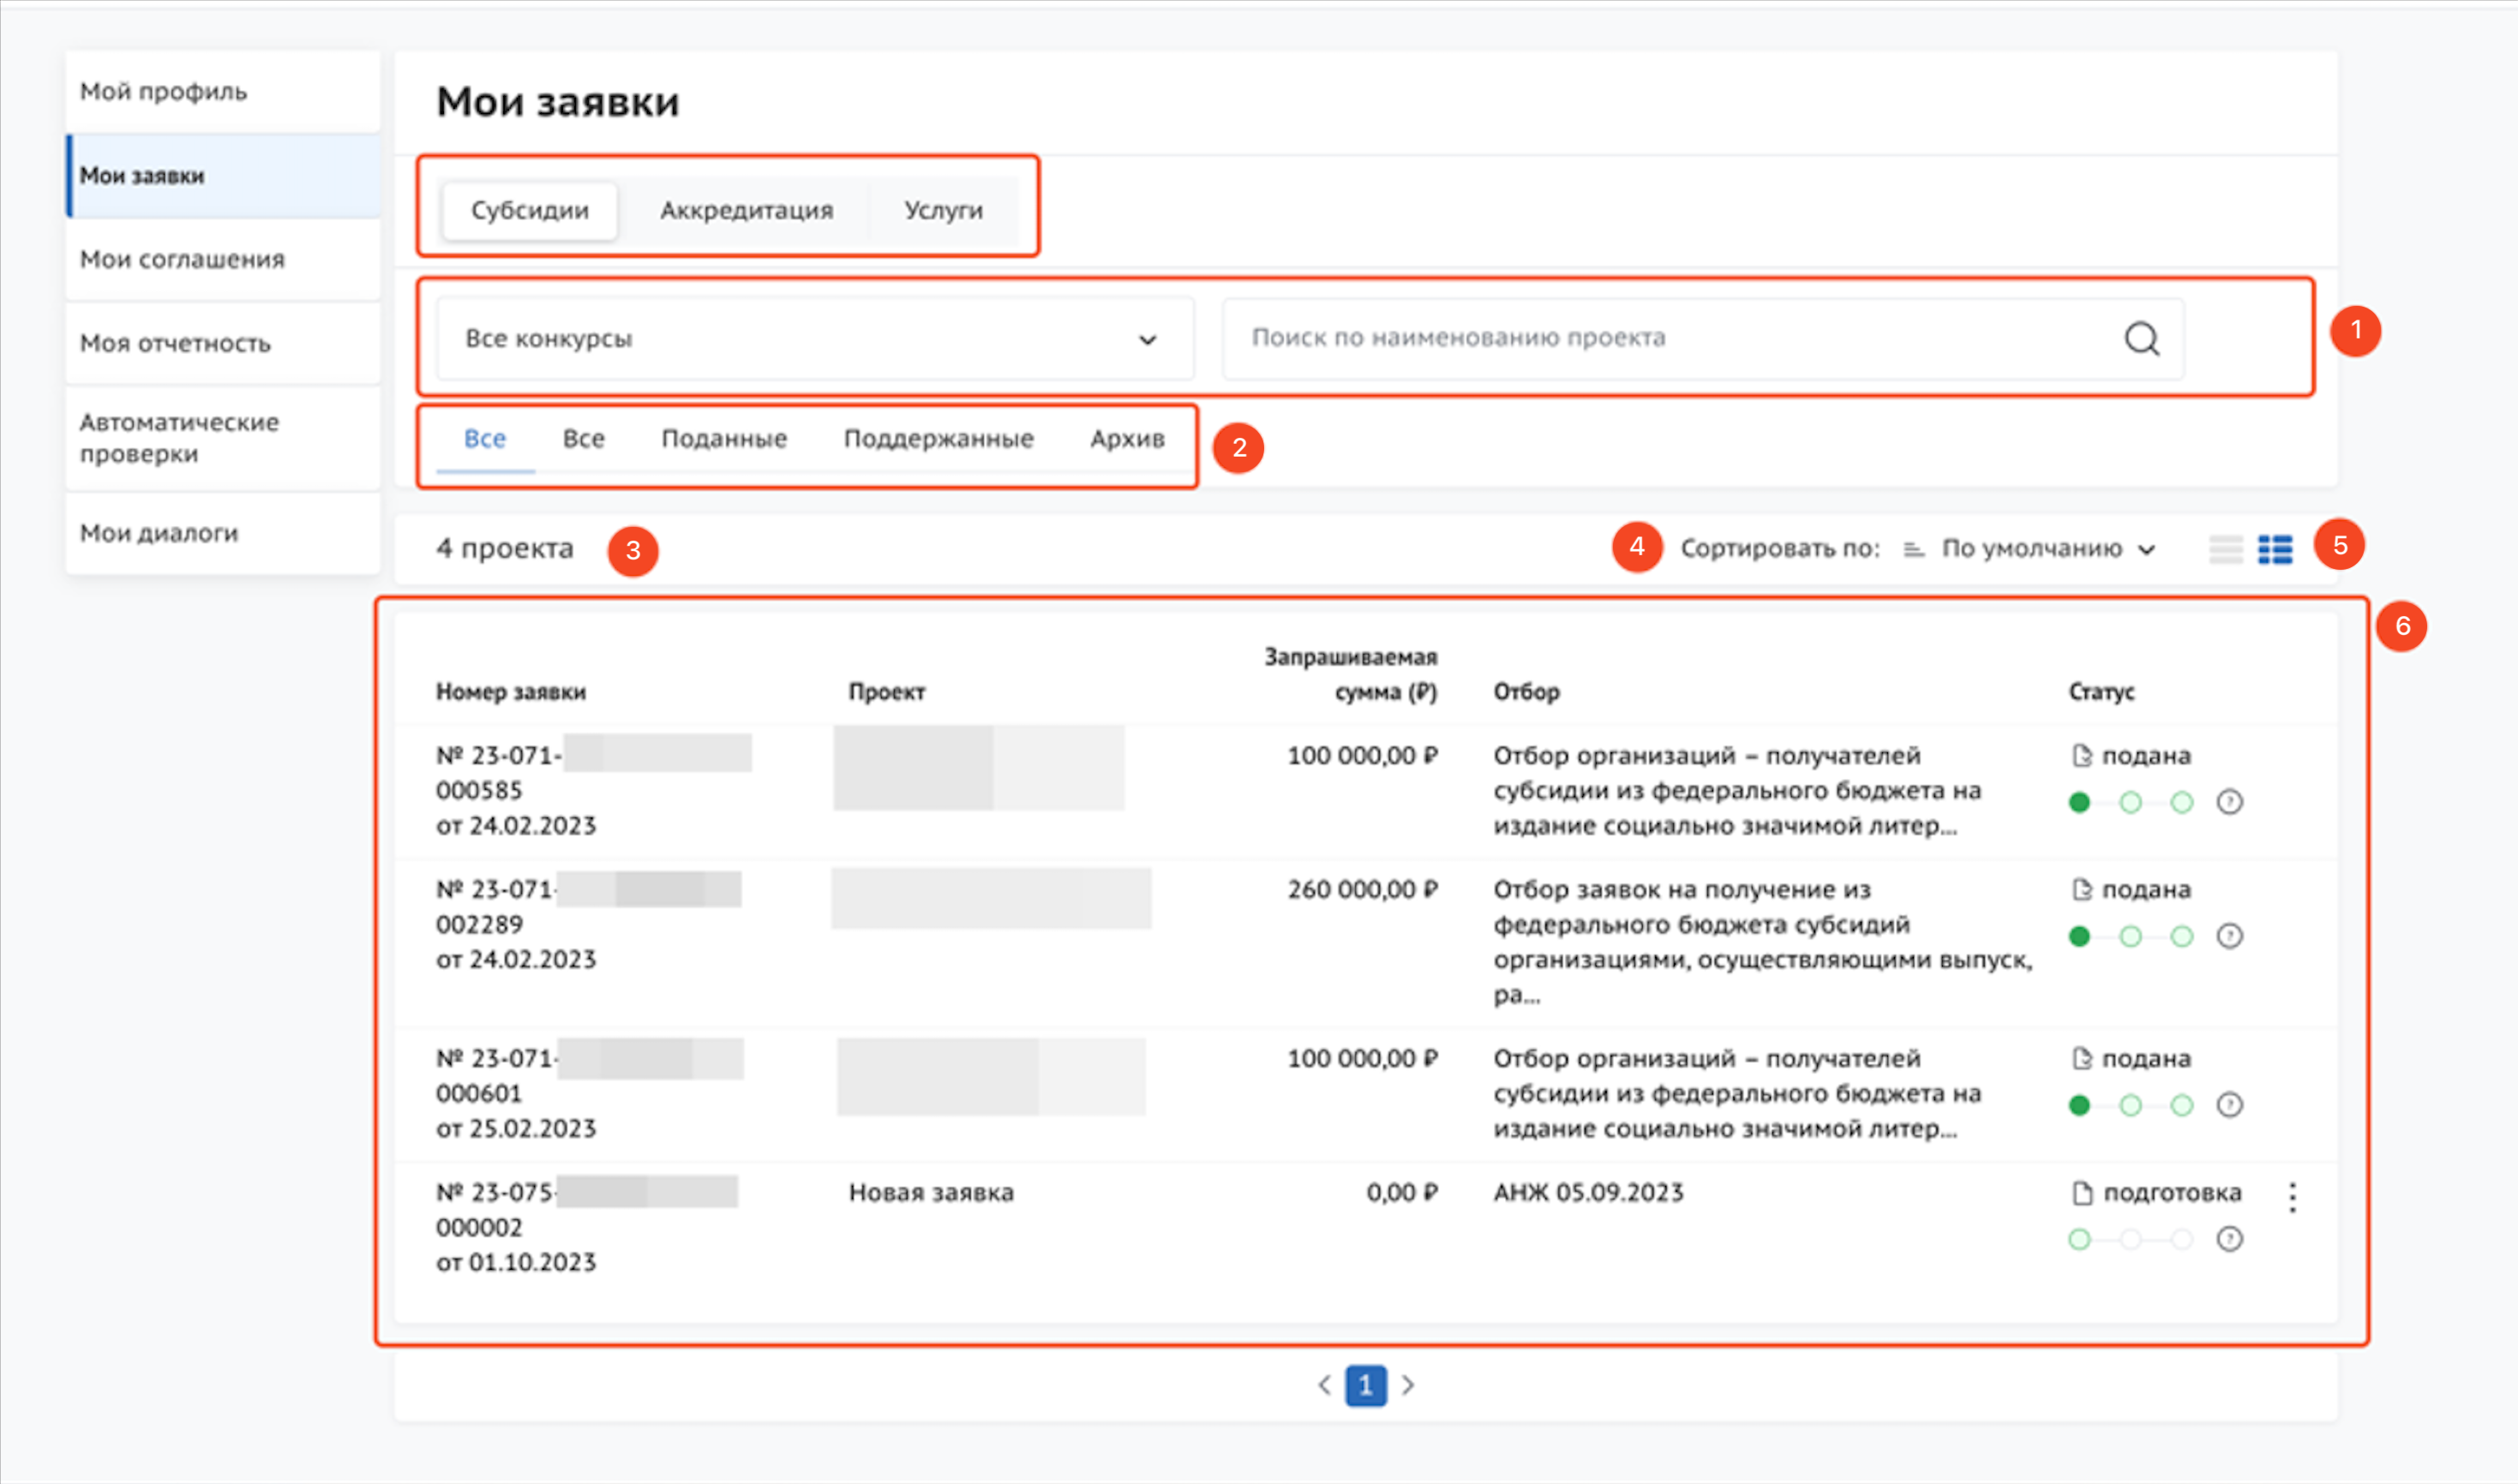 Мой профиль
Мои заявки
Мои соглашения
Моя отчетность
Автоматические
проверки
Мои диалоги
Мои заявки
Субсидии Аккредитация Услуги
Все конкурсы Поиск по наименованию проекта 1
Все Все Поданные Поддержанные Архив 2
4 проекта 3 4 Сортировать по: По умолчанию 5
6
Номер заявки Проект Запрашиваемая сумма (₽) Отбор Статус
№ 23-071-
000585
от 24.02.2023
100 000,00 ₽
Отбор организаций – получателей
субсидии из федерального бюджета на
издание социально значимой литер...
подана
?
№ 23-071-
002289
от 24.02.2023
260 000,00 ₽
Отбор заявок на получение из
федерального бюджета субсидий
организациями, осуществляющими выпуск,
ра...
подана
?
№ 23-071-
000601
от 25.02.2023
100 000,00 ₽
Отбор организаций – получателей
субсидии из федерального бюджета на
издание социально значимой литер...
подана
?
№ 23-075-
000002
от 01.10.2023
Новая заявка
0,00 ₽
АНЖ 05.09.2023
подготовка
?
1